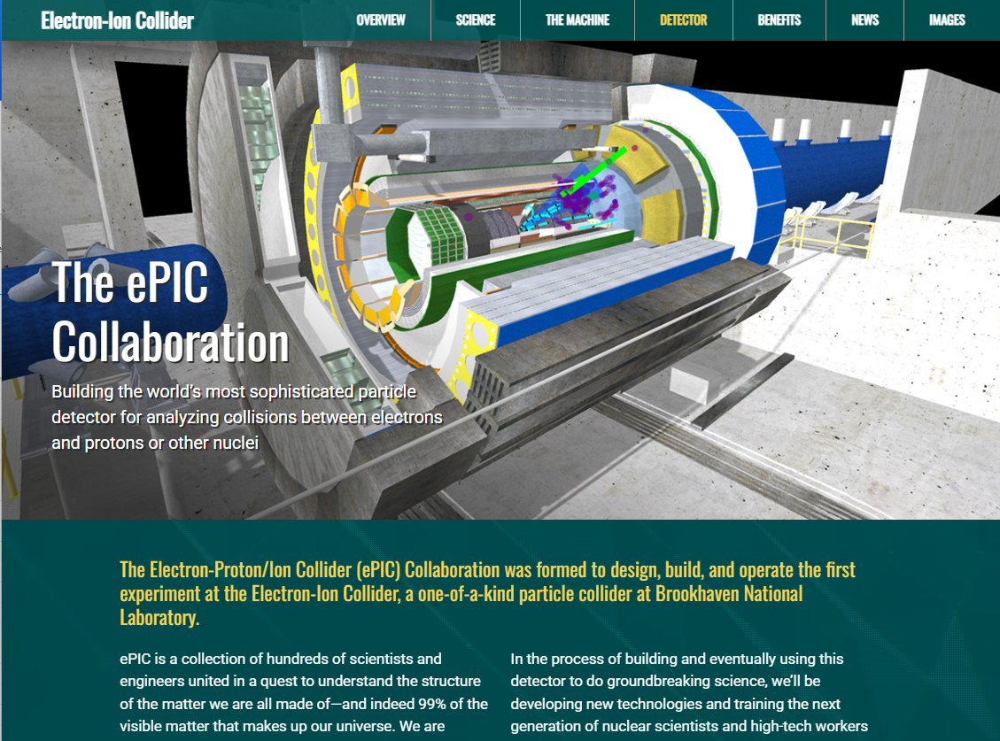 Electron-Ion Collider
OVERVIEW
SCIENCE
THE MACHINE
DETECTOR
BENEFITS
NEWS
IMAGES
The ePIC
Collaboration
Building the world's most sophisticated particle
detector for analyzing collisions between electrons
and protons or other nuclei
The Electron-Proton/Ion Collider (ePIC) Collaboration was formed to design, build, and operate the first
experiment at the Electron-Ion Collider, a one-of-a-kind particle collider at Brookhaven National
Laboratory.
ePIC is a collection of hundreds of scientists and
engineers united in a quest to understand the structure
of the matter we are all made of—and indeed 99% of the
visible matter that makes up our universe. We are
In the process of building and eventually using this
detector to do groundbreaking science, we'll be
developing new technologies and training the next
generation of nuclear scientists and high-tech workers